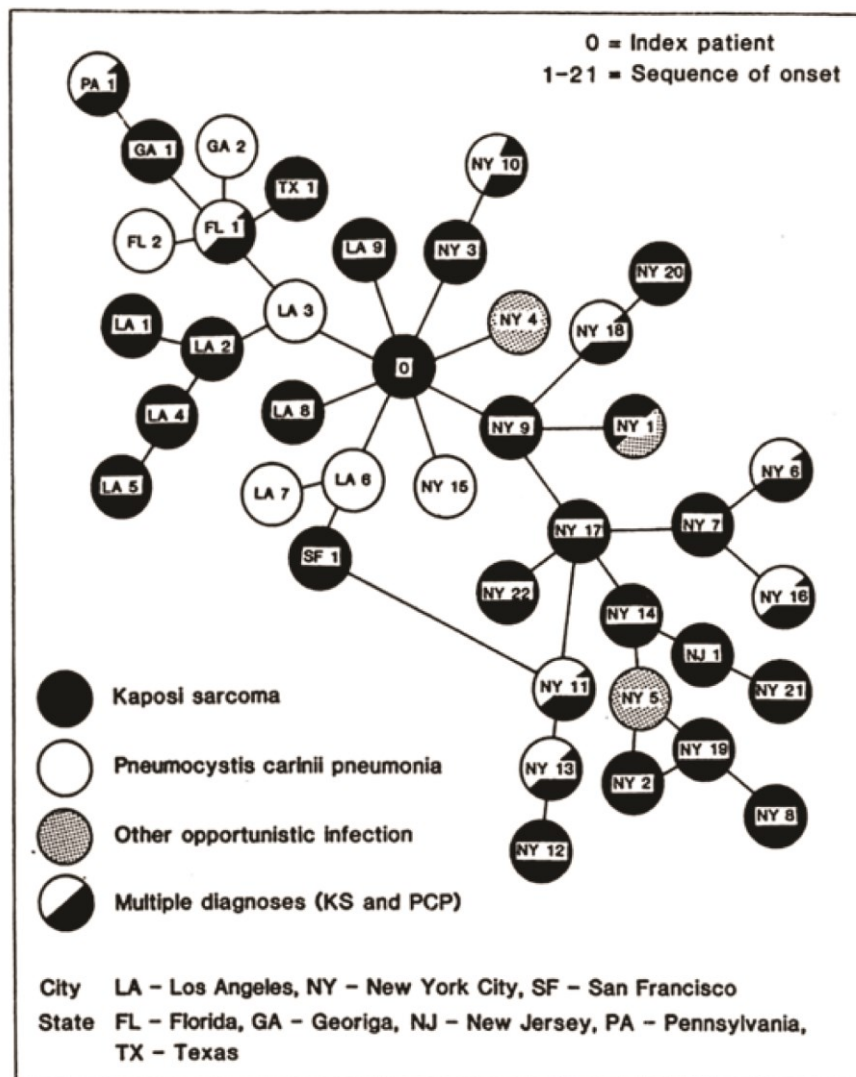 0 = Index patient
1-21 = Sequence of onset
PA 1
GA 1
GA 2
TX 1
NY 10
FL 2
FL 1
LA 9
NY 3
NY 20
LA 3
NY 4
NY 18
LA 1
LA 2
0
LA 4
LA 8
NY 9
NY 1
LA 5
LA 7
LA 6
NY 15
NY 6
SF 1
NY 17
NY 7
NY 22
NY 16
NY 14
NJ 1
NY 11
NY 5
NY 21
NY 13
NY 2
NY 19
NY 12
NY 8
Kaposi sarcoma
Pneumocystis carinii pneumonia
Other opportunistic infection
Multiple diagnoses (KS and PCP)
City LA – Los Angeles, NY – New York City, SF – San Francisco
State FL – Florida, GA – Georiga, NJ – New Jersey, PA – Pennsylvania,
TX – Texas